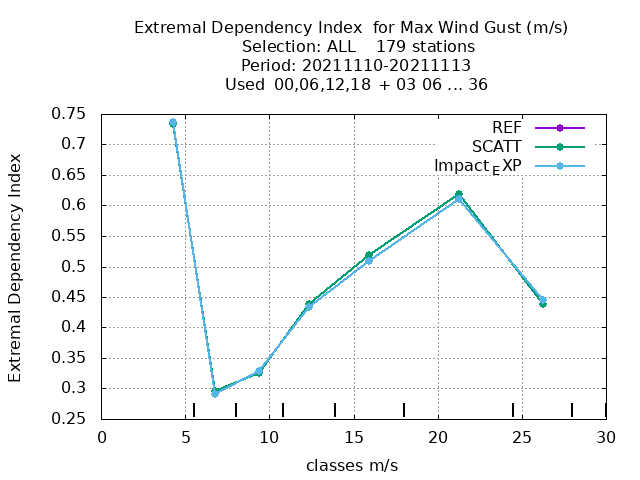 Extremal Dependency Index  for Max Wind Gust (m/s)
Selection: ALL    179 stations
Period: 20211110-20211113
Used  00,06,12,18  + 03 06 ... 36
REF
SCATT
Impact_EXP
0.75
0.7
0.65
0.6
0.55
0.5
0.45
0.4
0.35
0.3
0.25
Extremal Dependency Index
0 5 10 15 20 25 30
classes m/s